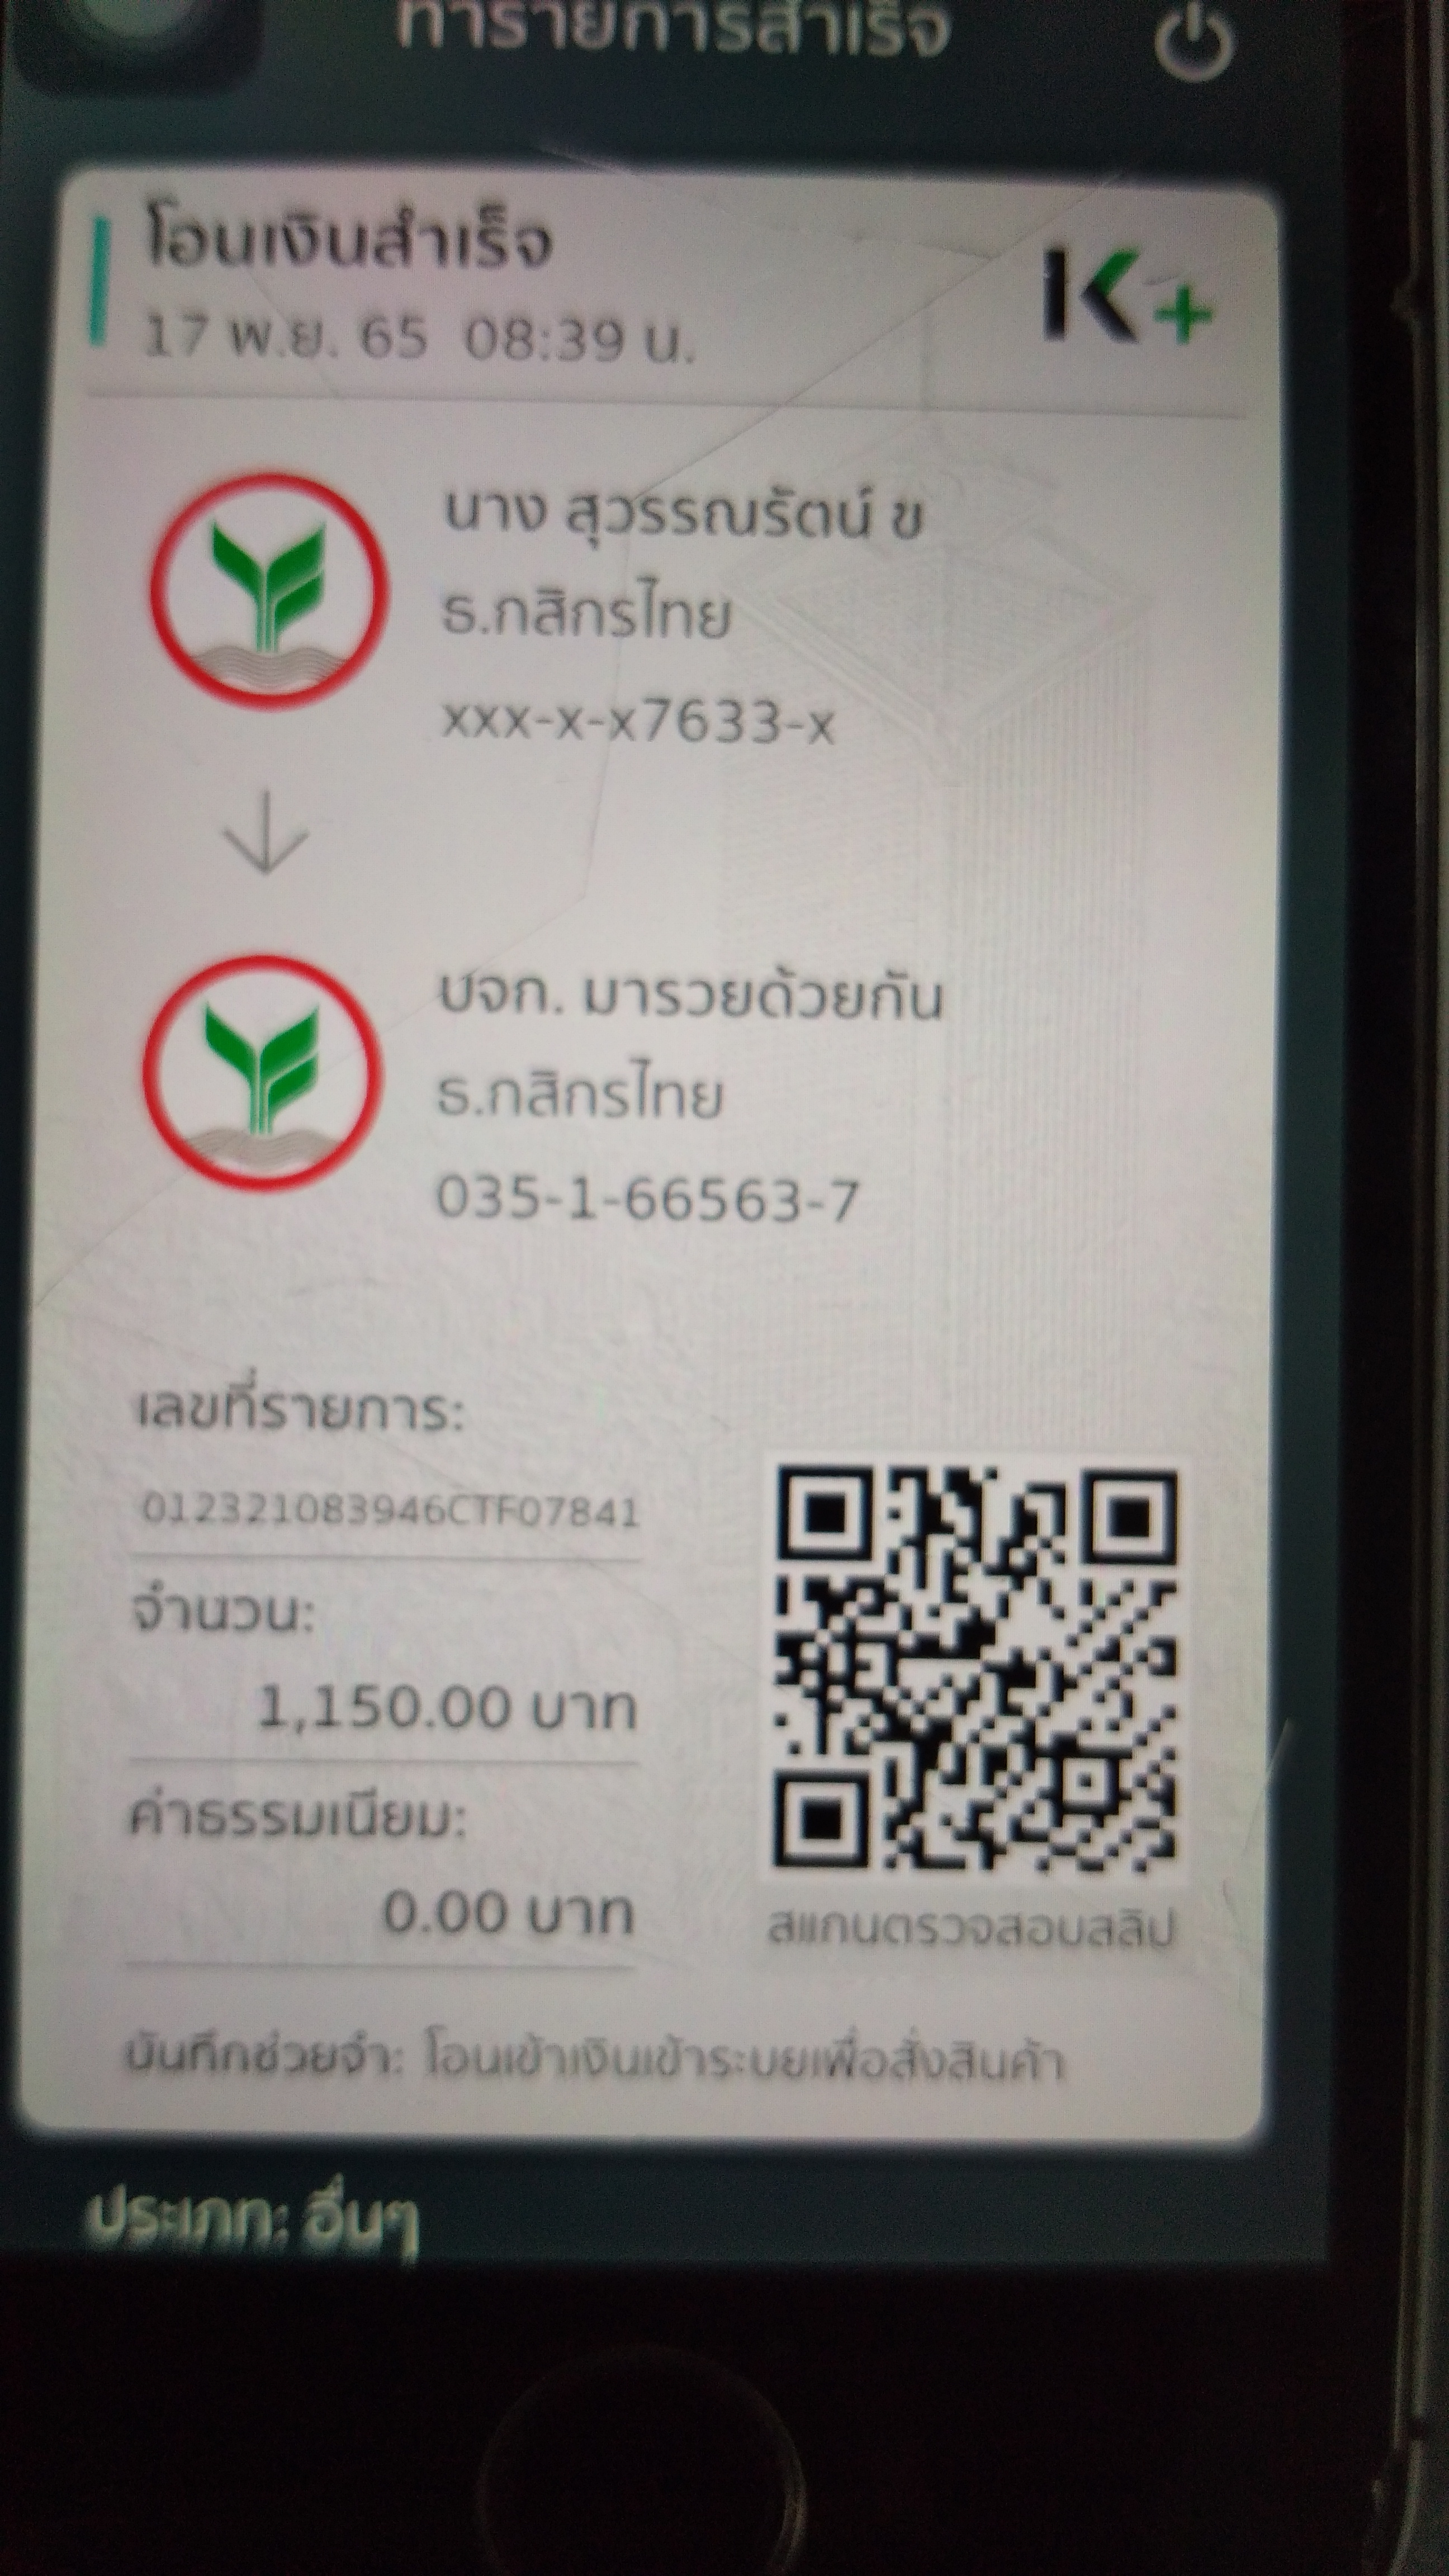 ทำรายการสำเร็จ
โอนเงินสำเร็จ
17 พ.ย. 65 08:39 น.
K+
นาง สุวรรณรัตน์ ข
ธ.กสิกรไทย
xxx-x-x7633-x
บจก. มารวยด้วยกัน
ธ.กสิกรไทย
035-1-66563-7
เลขที่รายการ:
012321083946CTF07841
จำนวน:
1,150.00 บาท
ค่าธรรมเนียม:
0.00 บาท
สแกนตรวจสอบสลิป
บันทึกช่วยจำ: โอนเข้าเงินเข้าระบยเพื่อสั่งสินค้า
ประเภท: อื่นๆ